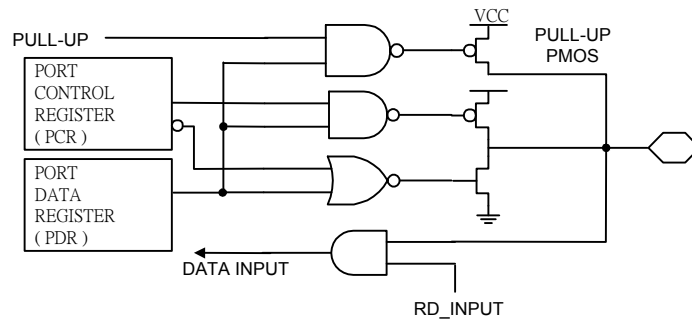 VCC
PULL-UP
PULL-UP
PMOS
PORT
CONTROL
REGISTER
( PCR )
PORT
DATA
REGISTER
( PDR )
DATA INPUT
RD_INPUT